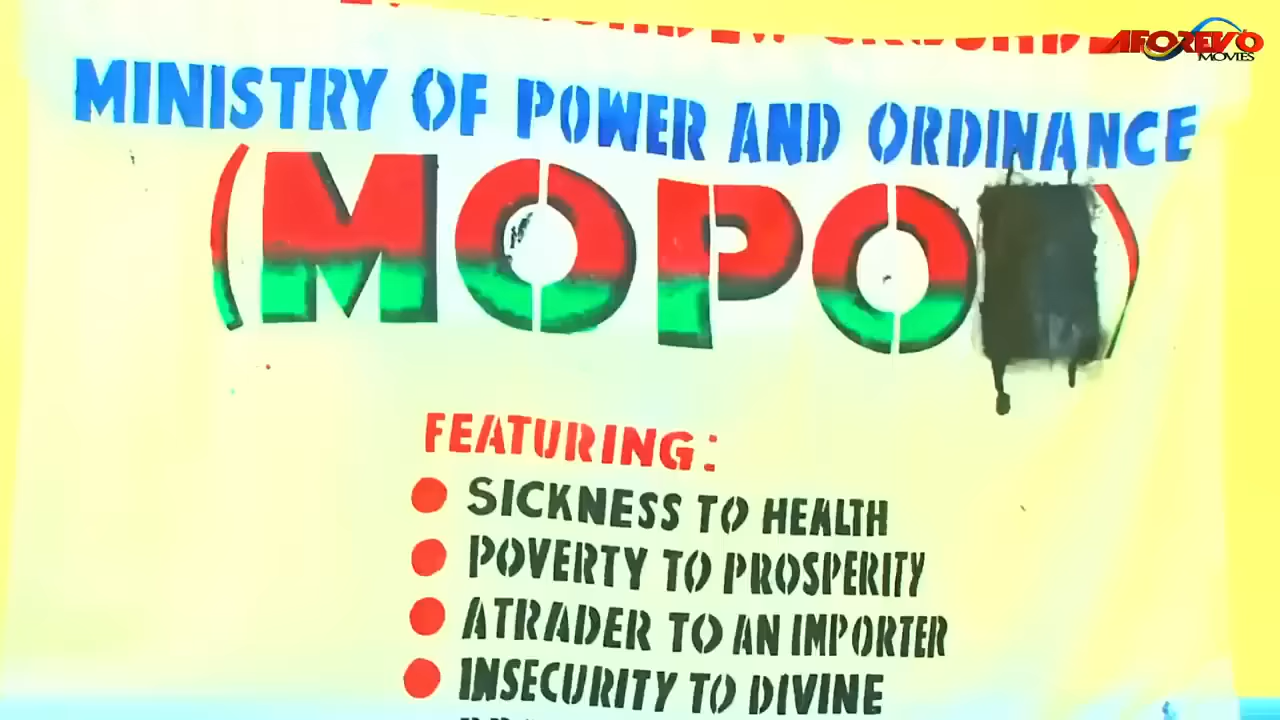 AFOREVO
MOVIES
MINISTRY OF POWER AND ORDINANCE
(MOPO )
FEATURING:
SICKNESS TO HEALTH
POVERTY TO PROSPERITY
ATRADER TO AN IMPORTER
INSECURITY TO DIVINE